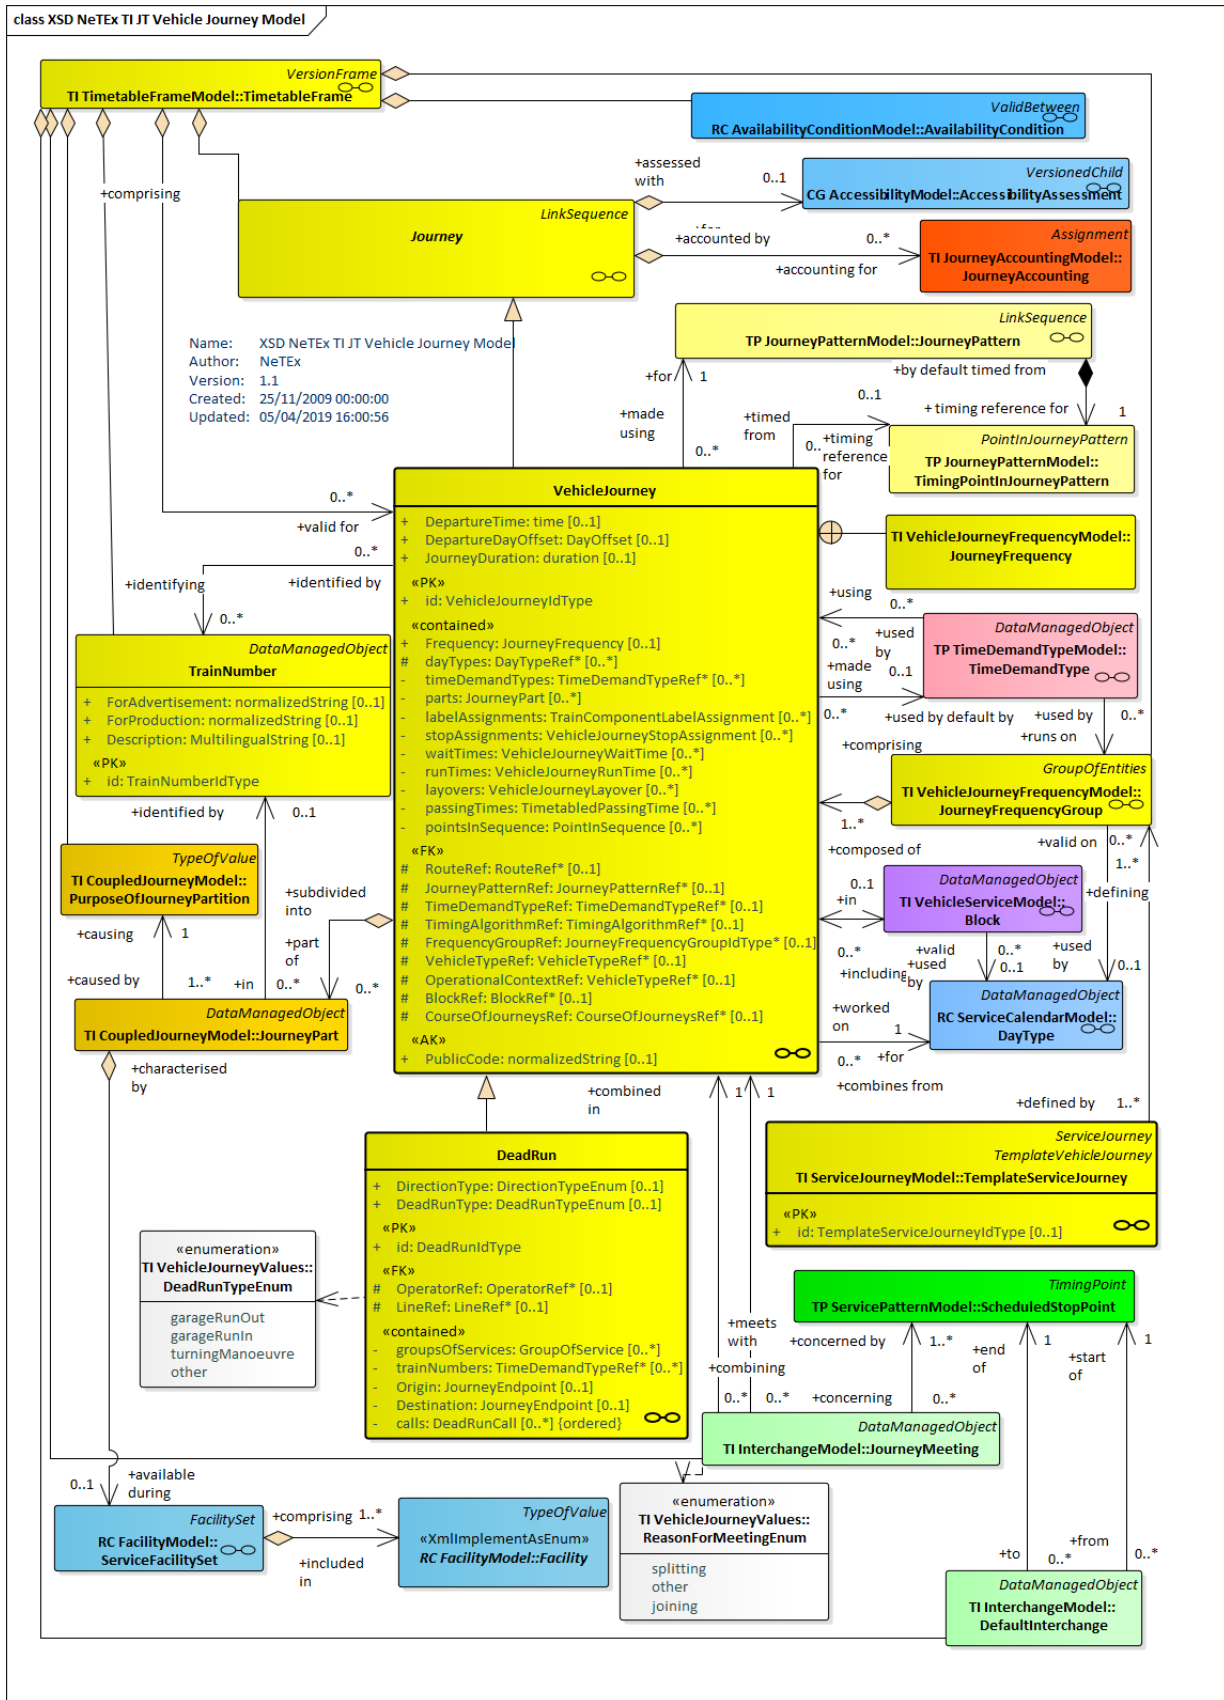 class XSD NeTEx TI JT Vehicle Journey Model
VersionFrame
TI TimetableFrameModel::TimetableFrame
ValidBetween
RC AvailabilityConditionModel::AvailabilityCondition
+comprising
+assessed
with
0..1
VersionedChild
CG AccessibilityModel::AccessibilityAssessment
LinkSequence
Journey
+for
+accounted by
0..*
+accounting for
Assignment
TI JourneyAccountingModel::
JourneyAccounting
Name: XSD NeTEx TI JT Vehicle Journey Model
Author: NeTEx
Version: 1.1
Created: 25/11/2009 00:00:00
Updated: 05/04/2019 16:00:56
LinkSequence
TP JourneyPatternModel::JourneyPattern
+for
1
+by default timed from
0..1
+ timing reference for
1
+made
using
0..*
+timed
from
0..
+timing
reference
for
PointInJourneyPattern
TP JourneyPatternModel::
TimingPointInJourneyPattern
0..*
+valid for
0..*
+identifying
+identified by
0..*
VehicleJourney
+ DepartureTime: time [0..1]
+ DepartureDayOffset: DayOffset [0..1]
+ JourneyDuration: duration [0..1]
«PK»
+ id: VehicleJourneyIdType
«contained»
+ Frequency: JourneyFrequency [0..1]
# dayTypes: DayTypeRef* [0..*]
- timeDemandTypes: TimeDemandTypeRef* [0..*]
- parts: JourneyPart [0..*]
- labelAssignments: TrainComponentLabelAssignment [0..*]
- stopAssignments: VehicleJourneyStopAssignment [0..*]
- waitTimes: VehicleJourneyWaitTime [0..*]
- runTimes: VehicleJourneyRunTime [0..*]
- layovers: VehicleJourneyLayover [0..*]
- passingTimes: TimetabledPassingTime [0..*]
- pointsInSequence: PointInSequence [0..*]
«FK»
# RouteRef: RouteRef* [0..1]
# JourneyPatternRef: JourneyPatternRef* [0..1]
# TimeDemandTypeRef: TimeDemandTypeRef* [0..1]
# TimingAlgorithmRef: TimingAlgorithmRef* [0..1]
# FrequencyGroupRef: JourneyFrequencyGroupIdType* [0..1]
# VehicleTypeRef: VehicleTypeRef* [0..1]
# OperationalContextRef: VehicleTypeRef* [0..1]
# BlockRef: BlockRef* [0..1]
# CourseOfJourneysRef: CourseOfJourneysRef* [0..1]
«AK»
+ PublicCode: normalizedString [0..1]
TI VehicleJourneyFrequencyModel::
JourneyFrequency
+using
0..*
0..*
+used
by
+made
using
0..1
0..*
+used by default by
DataManagedObject
TP TimeDemandTypeModel::
TimeDemandType
+used by
0..*
+runs on
+comprising
GroupOfEntities
TI VehicleJourneyFrequencyModel::
JourneyFrequencyGroup
1..*
+composed of
+valid on
0..*
1..*
+defining
DataManagedObject
TrainNumber
+ ForAdvertisement: normalizedString [0..1]
+ ForProduction: normalizedString [0..1]
+ Description: MultilingualString [0..1]
«PK»
+ id: TrainNumberIdType
+identified by
0..1
TypeOfValue
TI CoupledJourneyModel::
PurposeOfJourneyPartition
+subdivided
into
+causing
1
+part
of
+caused by
1..*
+in
0..*
0..*
DataManagedObject
TI CoupledJourneyModel::JourneyPart
+characterised
by
0..1
+in
0..*
+including
DataManagedObject
TI VehicleServiceModel::
Block
+valid
0..*
+used
by
0..1
+used
by
0..1
DataManagedObject
RC ServiceCalendarModel::
DayType
+worked
on
1
+for
0..*
+combines from
+combined
in
1
1
+defined by
1..*
ServiceJourney
TemplateVehicleJourney
TI ServiceJourneyModel::TemplateServiceJourney
«PK»
+ id: TemplateServiceJourneyIdType [0..1]
DeadRun
+ DirectionType: DirectionTypeEnum [0..1]
+ DeadRunType: DeadRunTypeEnum [0..1]
«PK»
+ id: DeadRunIdType
«FK»
# OperatorRef: OperatorRef* [0..1]
# LineRef: LineRef* [0..1]
«contained»
- groupsOfServices: GroupOfService [0..*]
- trainNumbers: TimeDemandTypeRef* [0..*]
- Origin: JourneyEndpoint [0..1]
- Destination: JourneyEndpoint [0..1]
- calls: DeadRunCall [0..*] {ordered}
«enumeration»
TI VehicleJourneyValues::
DeadRunTypeEnum
garageRunOut
garageRunIn
turningManoeuvre
other
TimingPoint
TP ServicePatternModel::ScheduledStopPoint
+meets
with
+concerned by
1..*
+end
of
1
+start
of
1
+combining
0..*
0..*
+concerning
0..*
DataManagedObject
TI InterchangeModel::JourneyMeeting
0..1
+available
during
FacilitySet
RC FacilityModel::
ServiceFacilitySet
+comprising
1..*
+included
in
TypeOfValue
«XmlImplementAsEnum»
RC FacilityModel::Facility
«enumeration»
TI VehicleJourneyValues::
ReasonForMeetingEnum
splitting
other
joining
+to
0..*
+from
0..*
DataManagedObject
TI InterchangeModel::
DefaultInterchange